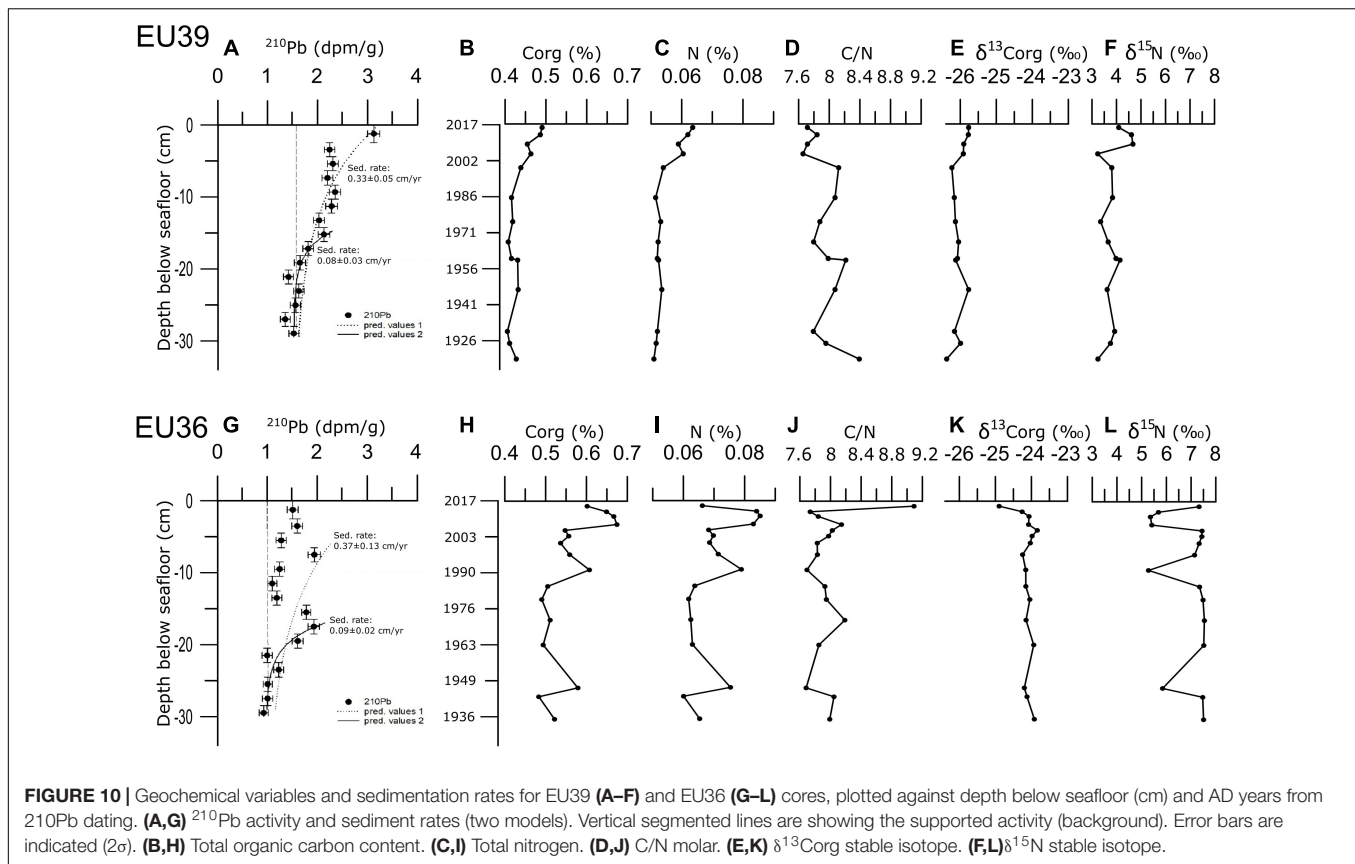 EU39
A 210Pb (dpm/g) B Corg (%) C N (%) D C/N E δ13Corg (‰) F δ15N (‰)
0 1 2 3 4 0.4 0.5 0.6 0.7 0.06 0.08 7.6 8 8.4 8.8 9.2 -26 -25 -24 -23 3 4 5 6 7 8
Depth below seafloor (cm)
0
-10
-20
-30
Sed. rate:
0.33±0.05 cm/yr
Sed. rate:
0.08±0.03 cm/yr
210Pb
pred. values 1
pred. values 2
2017
2002
1986
1971
1956
1941
1926
EU36
G 210Pb (dpm/g) H Corg (%) I N (%) J C/N K δ13Corg (‰) L δ15N (‰)
0 1 2 3 4 0.4 0.5 0.6 0.7 0.06 0.08 7.6 8 8.4 8.8 9.2 -26 -25 -24 -23 3 4 5 6 7 8
Depth below seafloor (cm)
0
-10
-20
-30
Sed. rate:
0.37±0.13 cm/yr
Sed. rate:
0.09±0.02 cm/yr
210Pb
pred. values 1
pred. values 2
2017
2003
1990
1976
1963
1949
1936
FIGURE 10 | Geochemical variables and sedimentation rates for EU39 (A–F) and EU36 (G–L) cores, plotted against depth below seafloor (cm) and AD years from
210Pb dating. (A,G) 210Pb activity and sediment rates (two models). Vertical segmented lines are showing the supported activity (background). Error bars are
indicated (2σ). (B,H) Total organic carbon content. (C,I) Total nitrogen. (D,J) C/N molar. (E,K) δ13Corg stable isotope. (F,L)δ15N stable isotope.